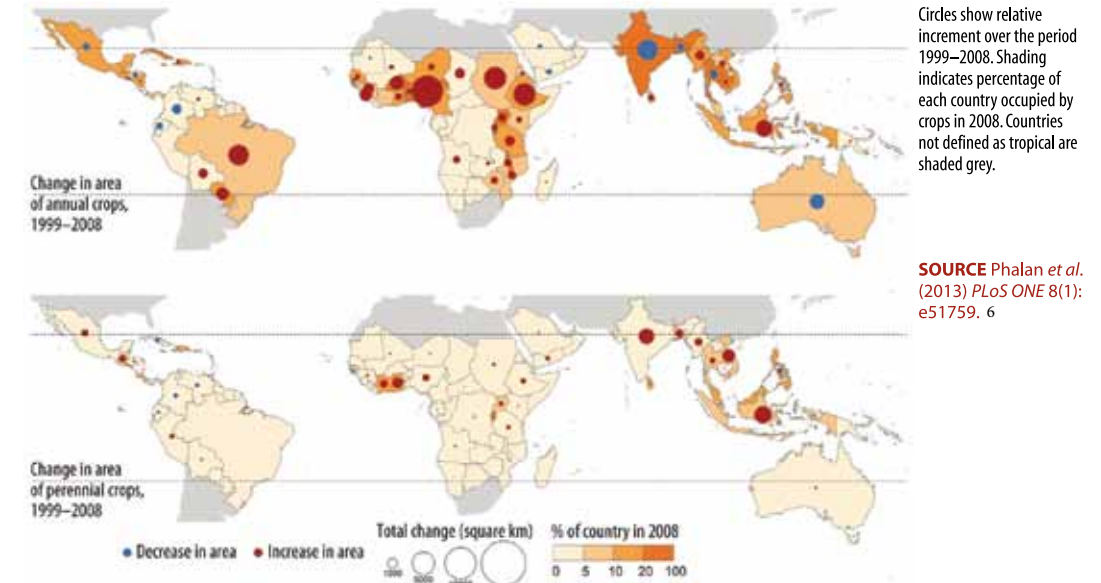 Circles show relative
increment over the period
1999–2008. Shading
indicates percentage of
each country occupied by
crops in 2008. Countries
not defined as tropical are
shaded grey.
Change in area
of annual crops,
1999–2008
SOURCE Phalan et al.
(2013) PLoS ONE 8(1):
e51759. 6
Change in area
of perennial crops,
1999–2008
Decrease in area Increase in area
Total change (square km)
1000 5000
% of country in 2008
0 5 10 20 100